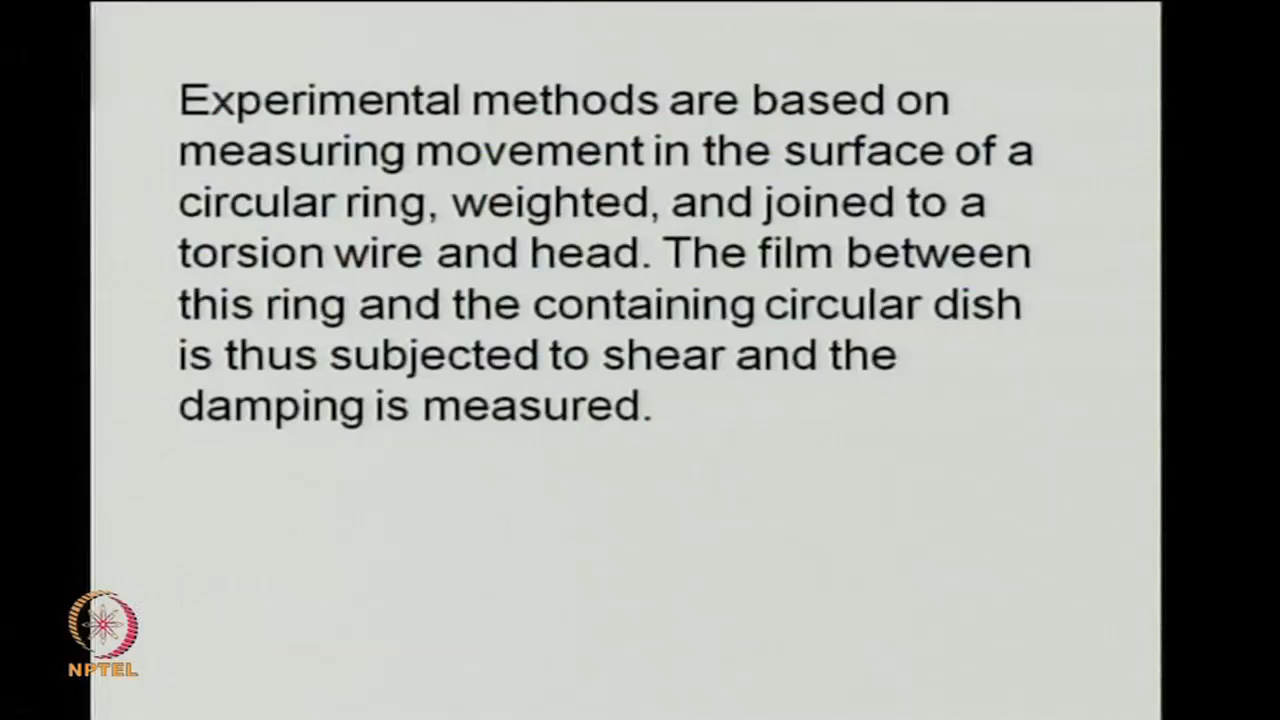 Experimental methods are based on
measuring movement in the surface of a
circular ring, weighted, and joined to a
torsion wire and head. The film between
this ring and the containing circular dish
is thus subjected to shear and the
damping is measured.
NPTEL